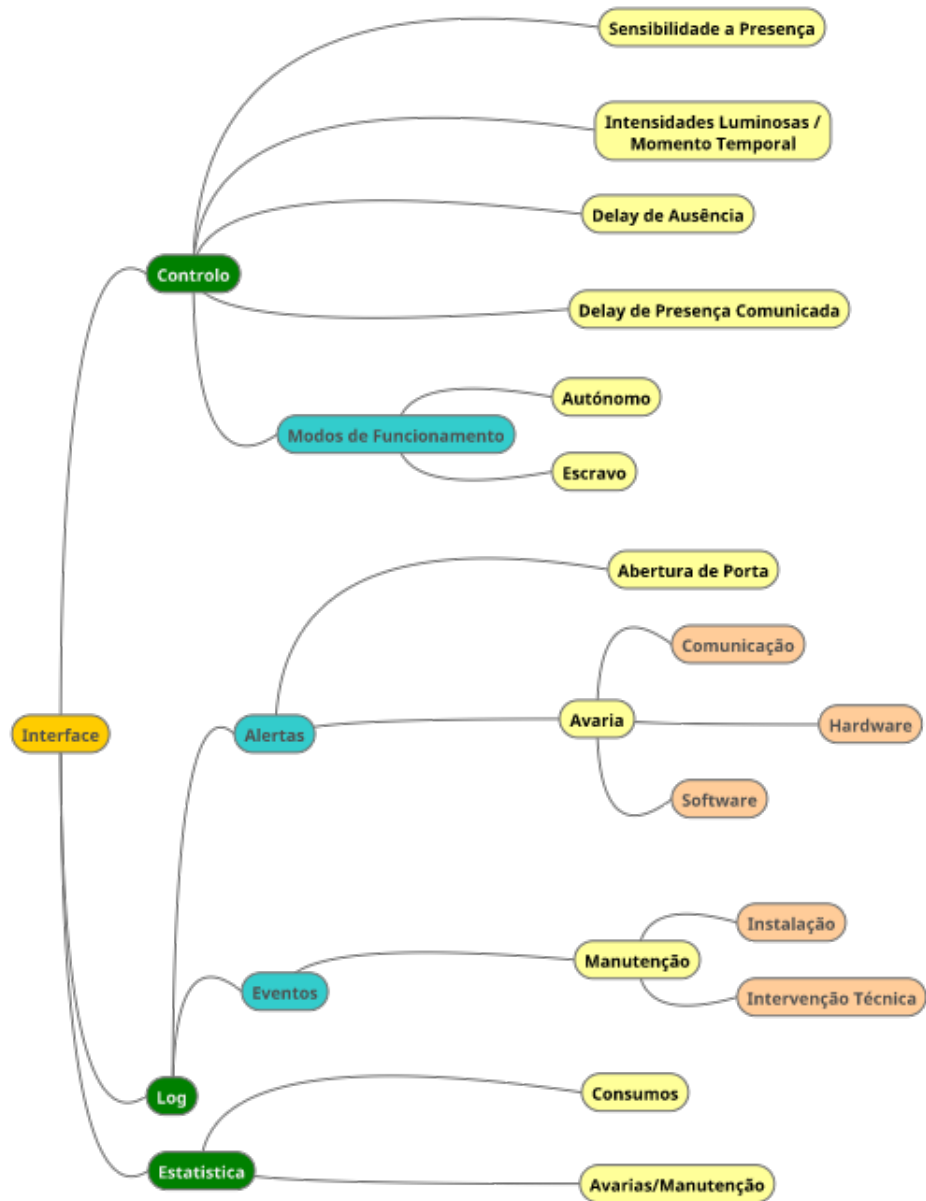 Sensibilidade a Presença
Intensidades Luminosas /
Momento Temporal
Delay de Ausência
Controlo
Delay de Presença Comunicada
Autónomo
Modos de Funcionamento
Escravo
Abertura de Porta
Comunicação
Interface
Alertas
Avaria
Hardware
Software
Instalação
Manutenção
Eventos
Intervenção Técnica
Consumos
Log
Estatistica
Avarias/Manutenção